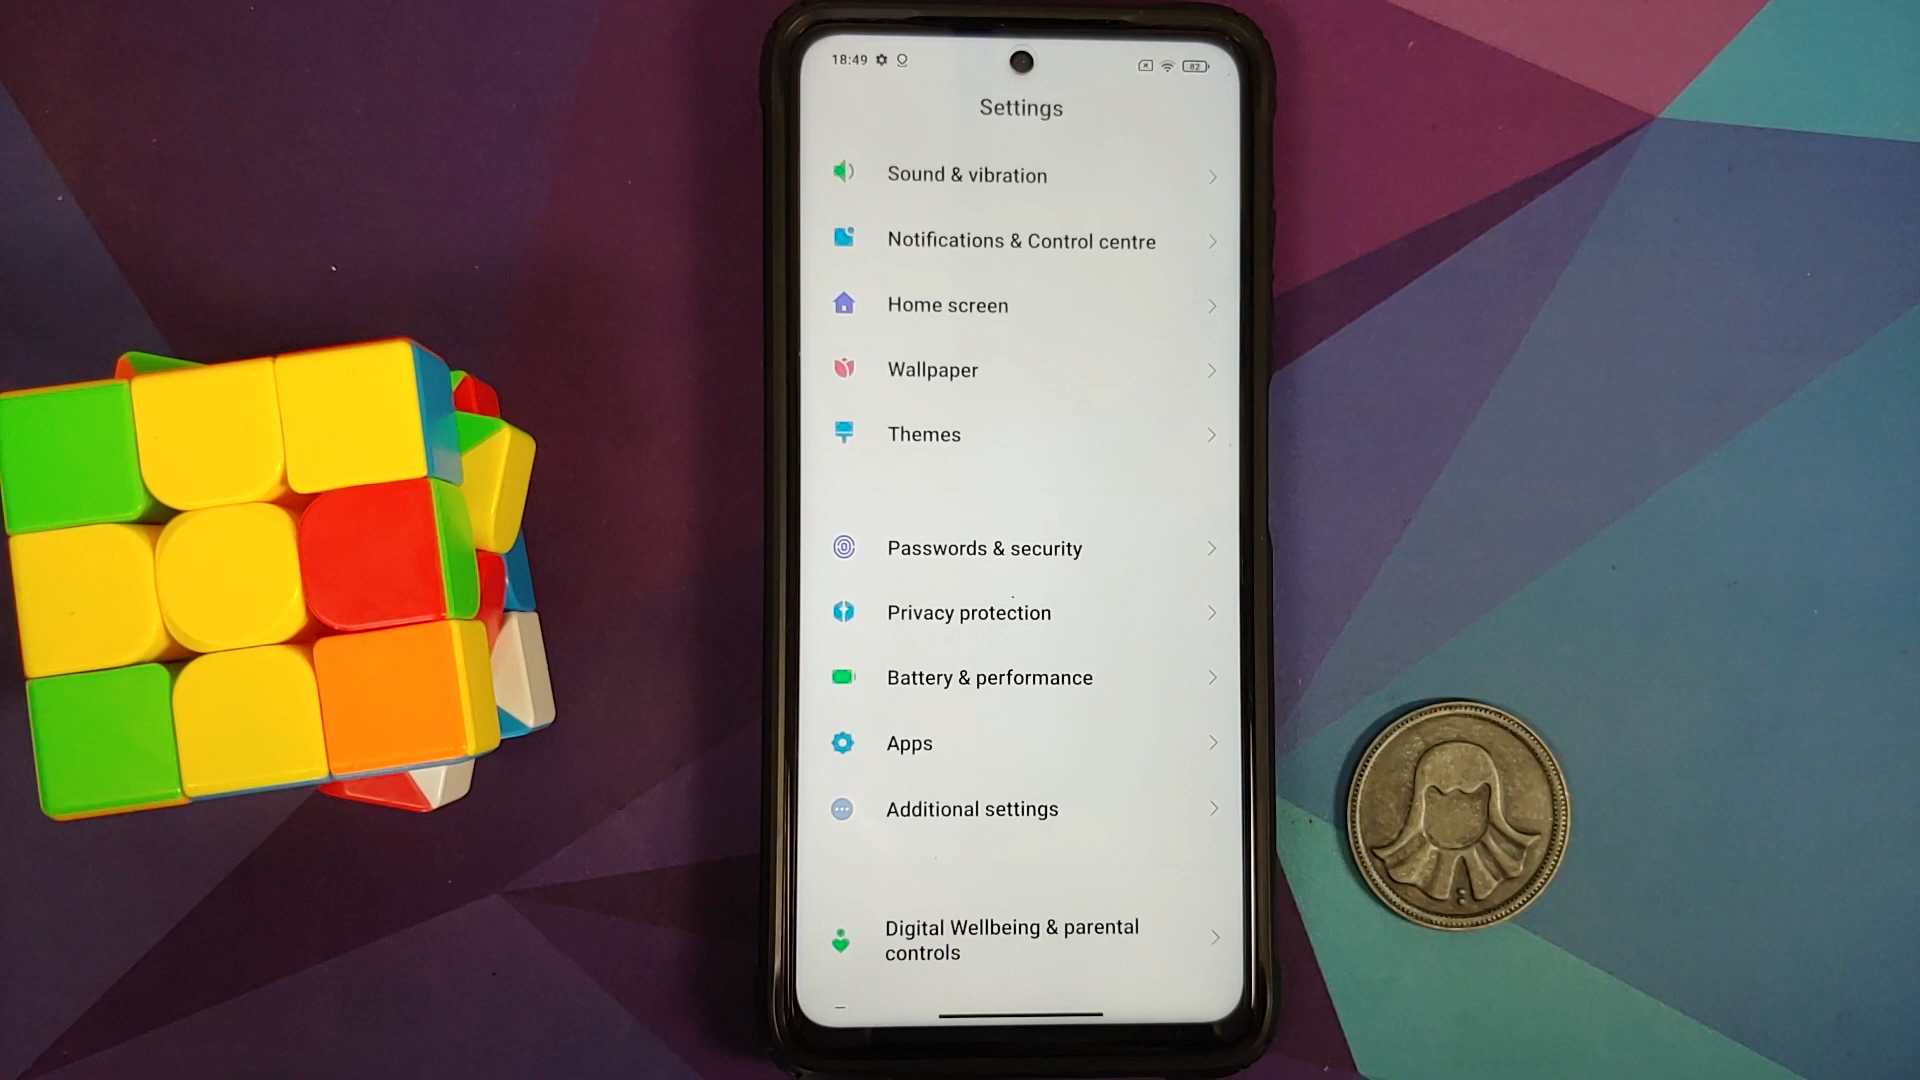 18:49
82
Settings
Sound & vibration
Notifications & Control centre
Home screen
Wallpaper
Themes
Passwords & security
Privacy protection
Battery & performance
Apps
Additional settings
Digital Wellbeing & parental
controls